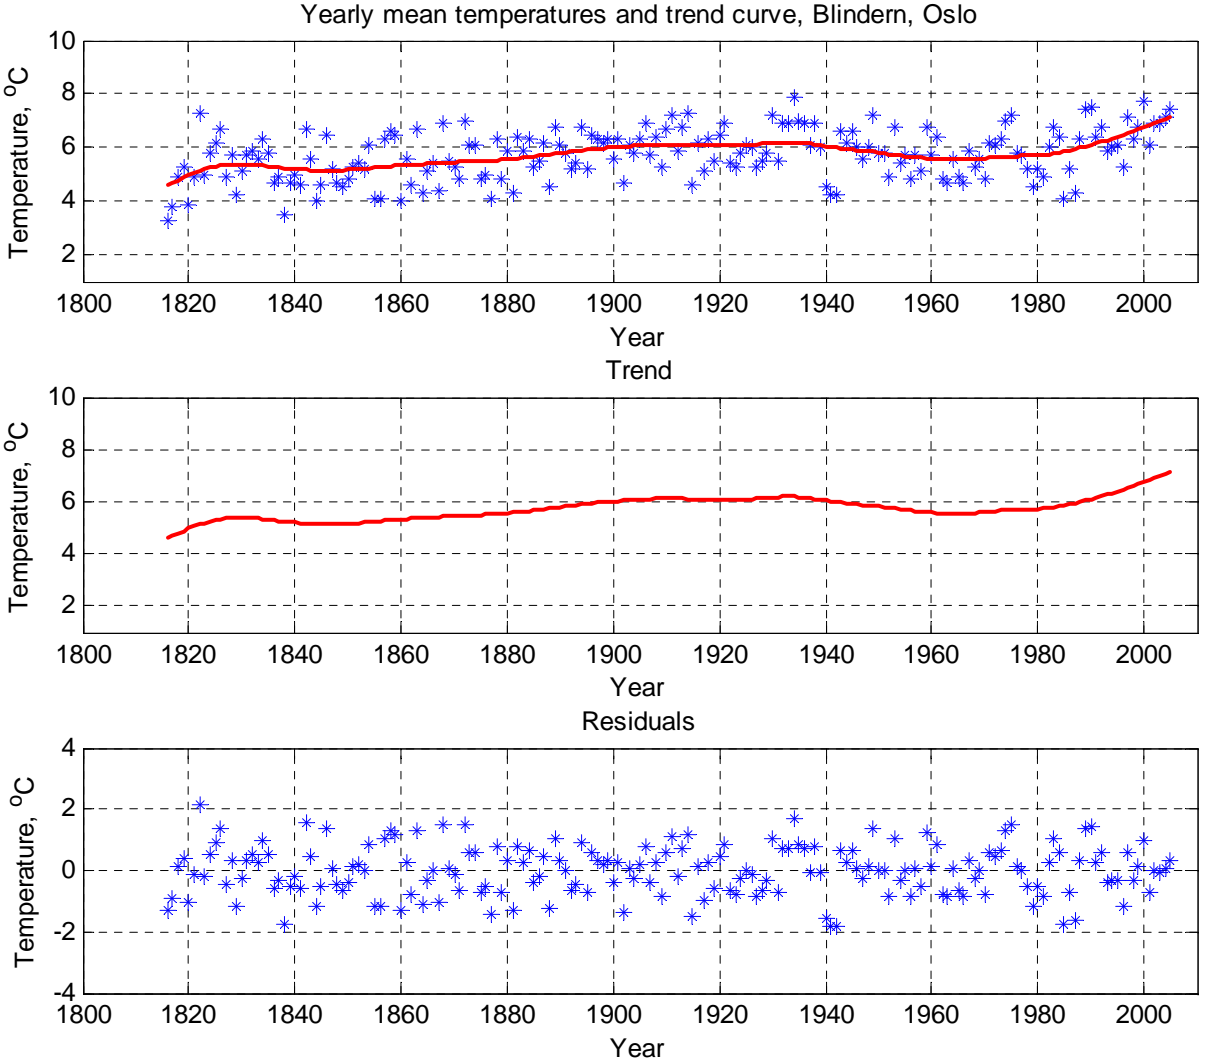 Yearly mean temperatures and trend curve, Blindern, Oslo
Temperature, °C
10
8
6
4
2
1800 1820 1840 1860 1880 1900 1920 1940 1960 1980 2000
Year
Trend
Temperature, °C
10
8
6
4
2
1800 1820 1840 1860 1880 1900 1920 1940 1960 1980 2000
Year
Residuals
Temperature, °C
4
2
0
-2
-4
1800 1820 1840 1860 1880 1900 1920 1940 1960 1980 2000
Year